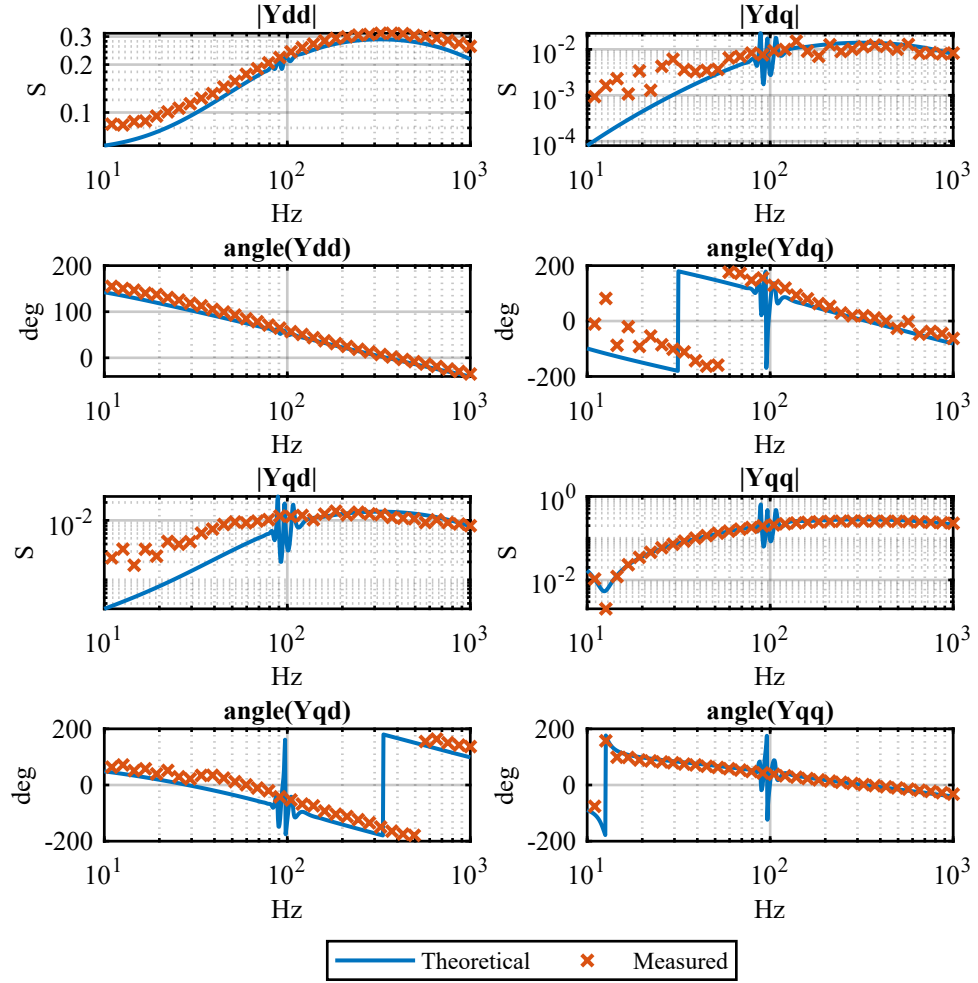 |Ydd|
0.3
0.2
0.1
S
10^1
10^2
10^3
Hz
|Ydq|
10^-2
10^-3
10^-4
S
10^1
10^2
10^3
Hz
angle(Ydd)
200
100
0
deg
10^1
10^2
10^3
Hz
angle(Ydq)
200
0
-200
deg
10^1
10^2
10^3
Hz
|Yqd|
10^-2
S
10^1
10^2
10^3
Hz
|Yqq|
10^0
10^-2
S
10^1
10^2
10^3
Hz
angle(Yqd)
200
0
-200
deg
10^1
10^2
10^3
Hz
angle(Yqq)
200
0
-200
deg
10^1
10^2
10^3
Hz
Theoretical
Measured